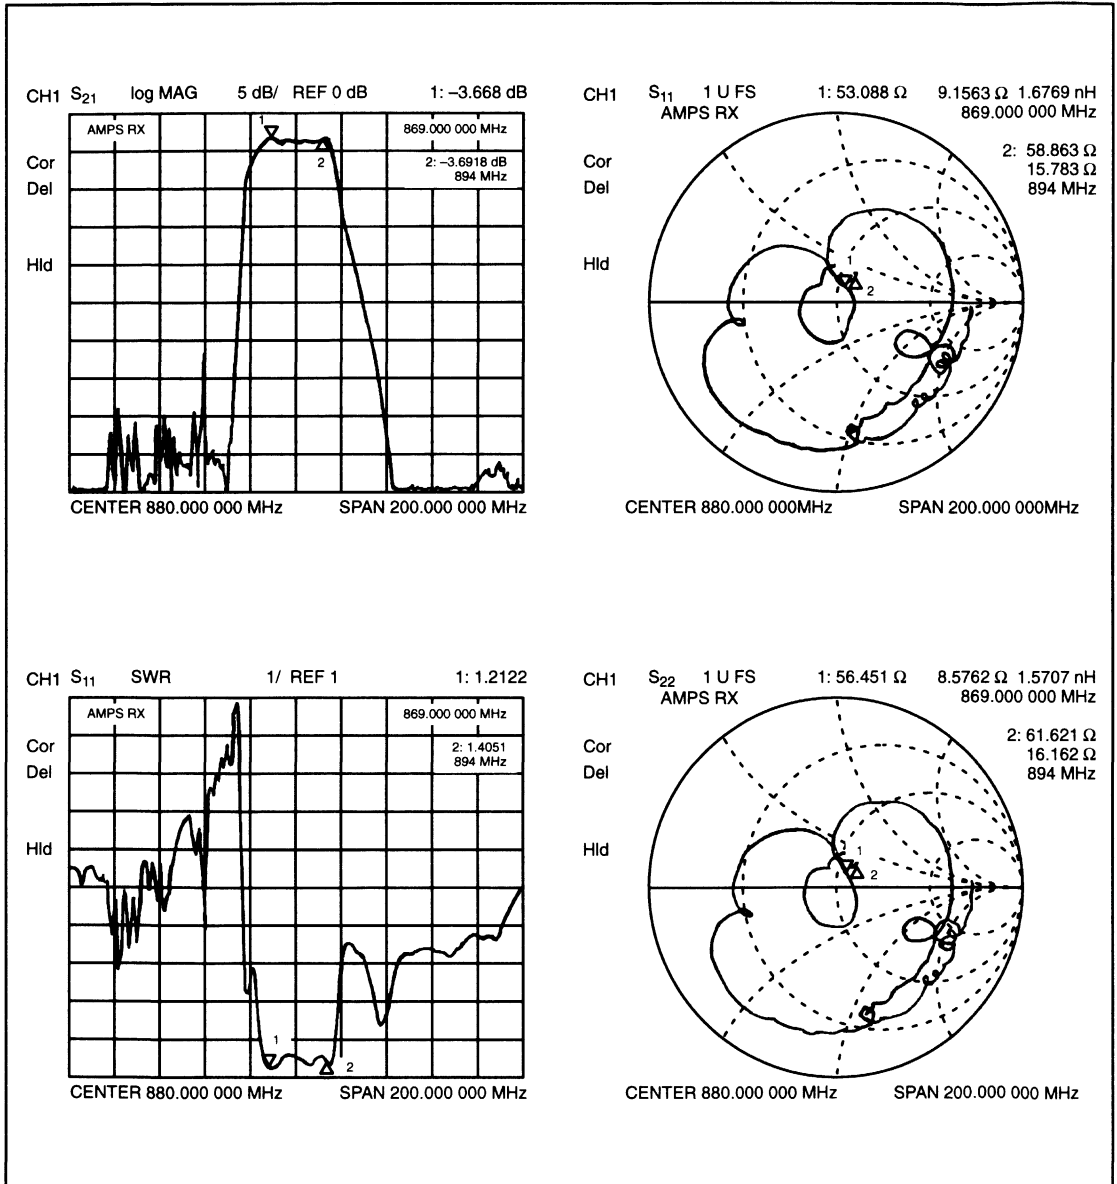 CH1 S21 log MAG 5 dB/ REF 0 dB 1: –3.668 dB
AMPS RX
869.000 000 MHz
1
Cor
Del
2: –3.6918 dB
894 MHz
2
Hld
CENTER 880.000 000 MHz SPAN 200.000 000 MHz
CH1 S11 1 U FS 1: 53.088 Ω 9.1563 Ω 1.6769 nH
AMPS RX
869.000 000 MHz
Cor
Del
2: 58.863 Ω
15.783 Ω
894 MHz
Hld
1
2
CENTER 880.000 000MHz SPAN 200.000 000MHz
CH1 S11 SWR 1/ REF 1 1: 1.2122
AMPS RX
869.000 000 MHz
Cor
Del
2: 1.4051
894 MHz
Hld
1
2
CENTER 880.000 000 MHz SPAN 200.000 000 MHz
CH1 S22 1 U FS 1: 56.451 Ω 8.5762 Ω 1.5707 nH
AMPS RX
869.000 000 MHz
Cor
Del
2: 61.621 Ω
16.162 Ω
894 MHz
Hld
1
2
CENTER 880.000 000 MHz SPAN 200.000 000 MHz